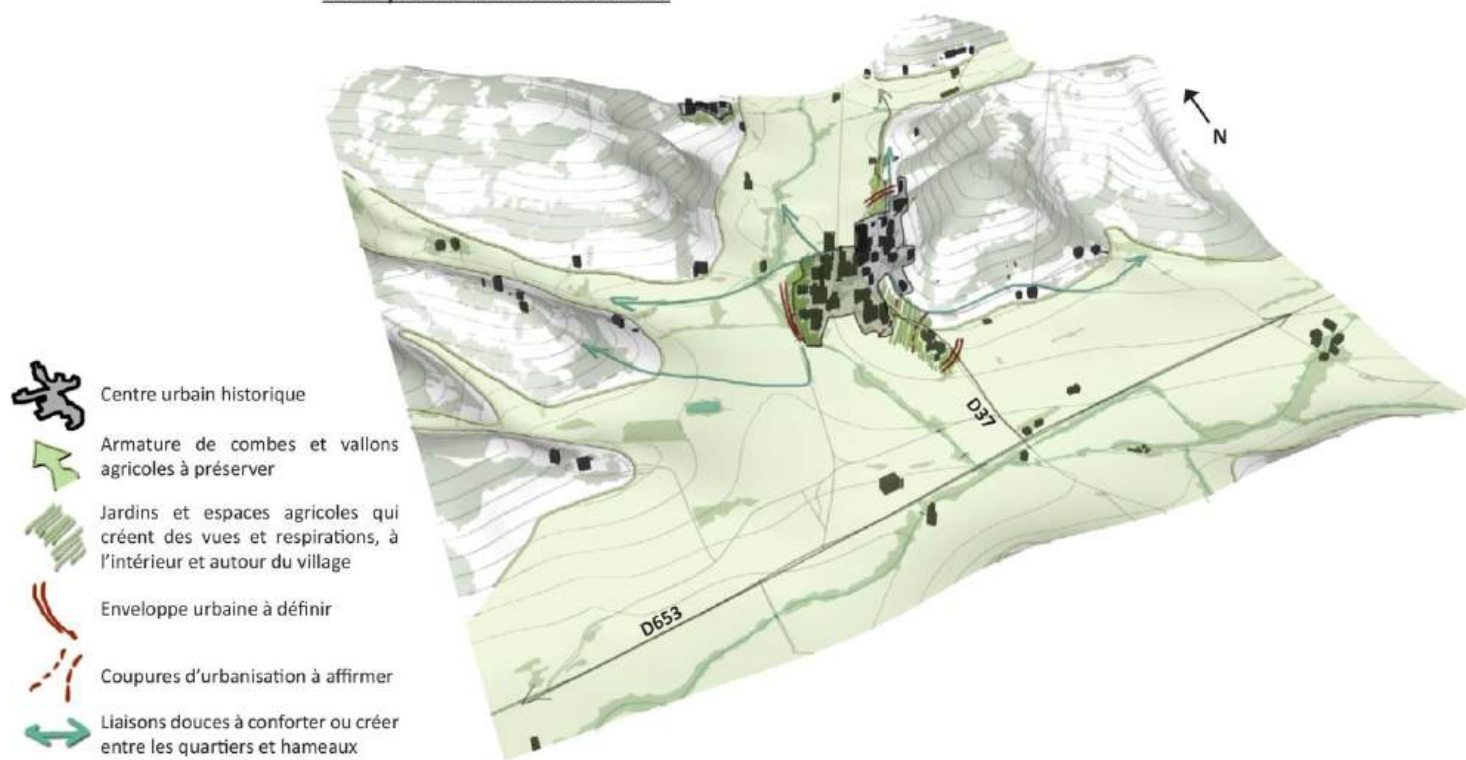 N
Centre urbain historique
Armature de combes et vallons
agricoles à préserver
Jardins et espaces agricoles qui
créent des vues et respirations, à
l'intérieur et autour du village
Enveloppe urbaine à définir
Coupures d'urbanisation à affirmer
Liaisons douces à conforter ou créer
entre les quartiers et hameaux
D37
D653